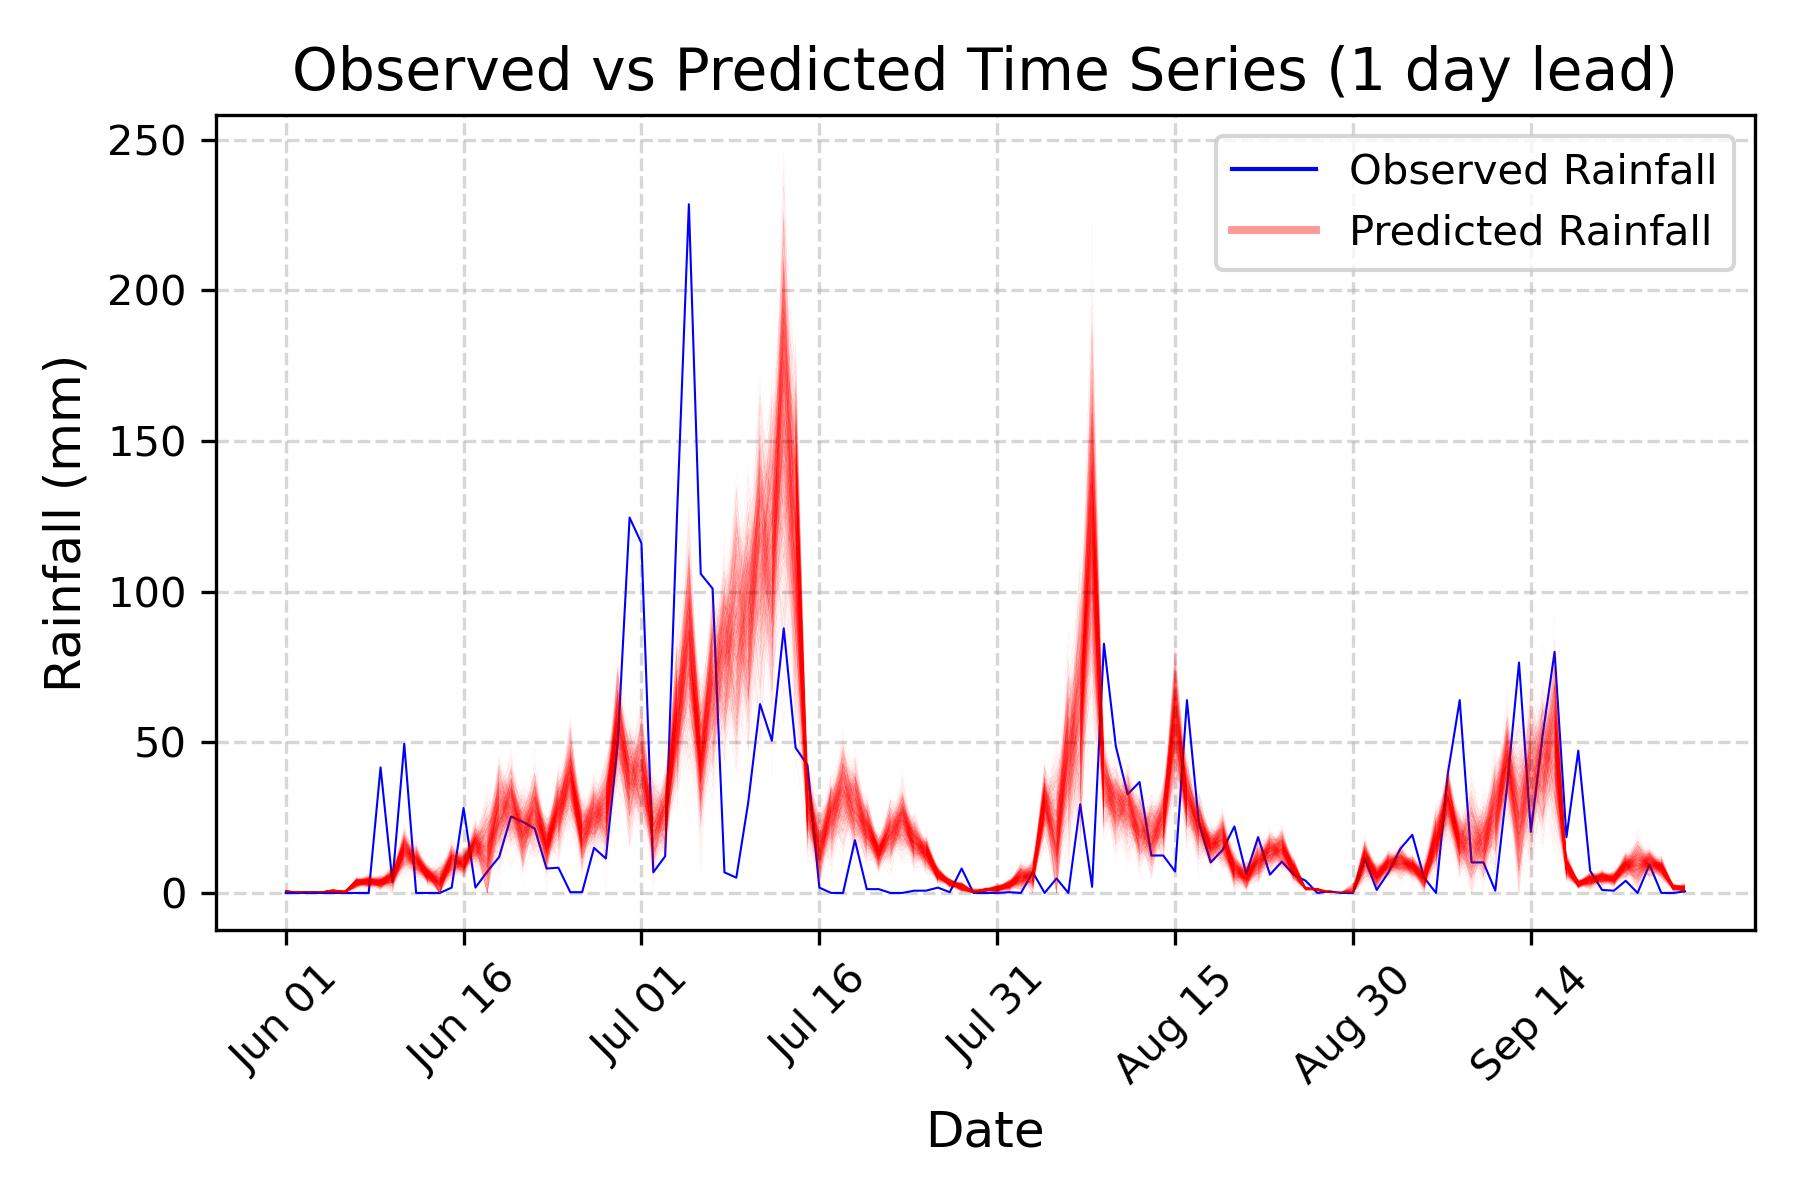 Observed vs Predicted Time Series (1 day lead)
Observed Rainfall
Predicted Rainfall
Rainfall (mm)
250
200
150
100
50
0
Jun 01
Jun 16
Jul 01
Jul 16
Jul 31
Aug 15
Aug 30
Sep 14
Date